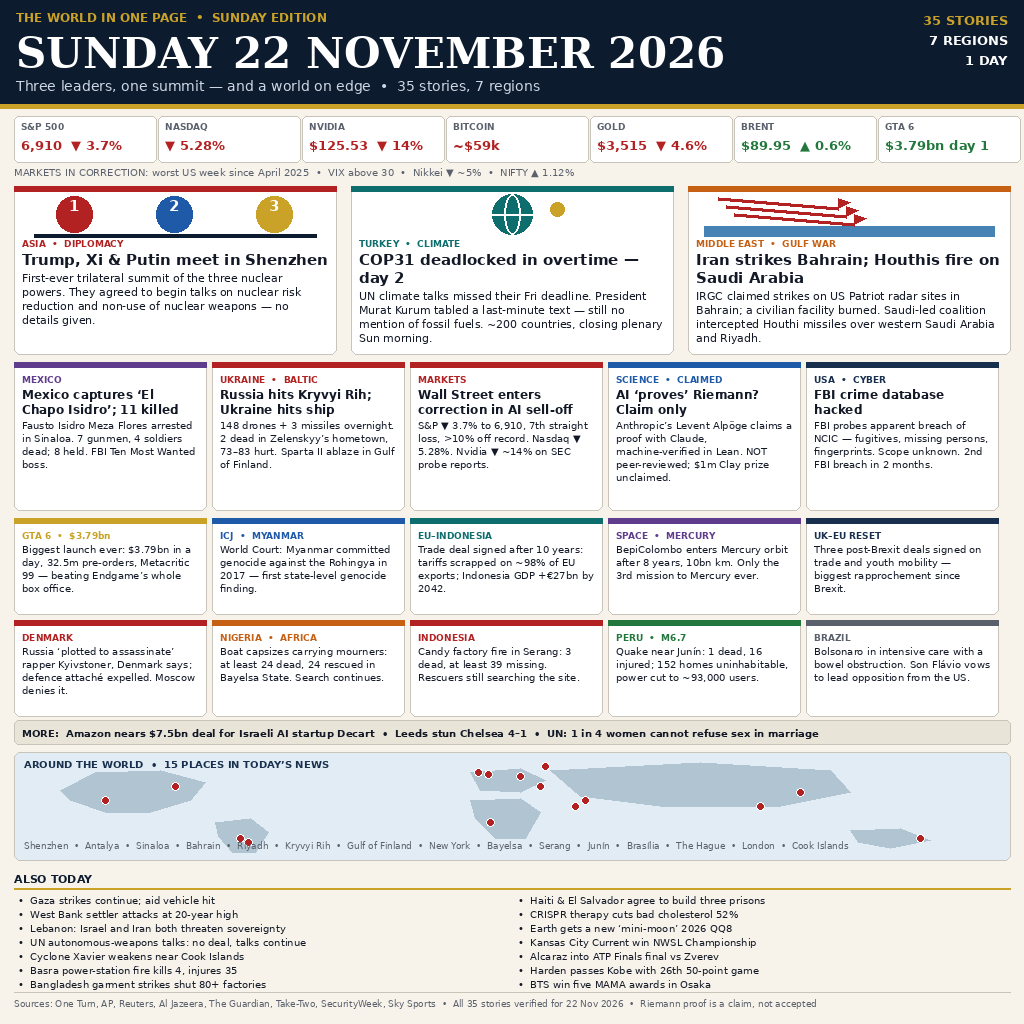 THE WORLD IN ONE PAGE • SUNDAY EDITION
SUNDAY 22 NOVEMBER 2026
Three leaders, one summit — and a world on edge • 35 stories, 7 regions
35 STORIES
7 REGIONS
1 DAY
S&P 500
6,910 ▼ 3.7%
NASDAQ
▼ 5.28%
NVIDIA
$125.53 ▼ 14%
BITCOIN
~$59k
GOLD
$3,515 ▼ 4.6%
BRENT
$89.95 ▲ 0.6%
GTA 6
$3.79bn day 1
MARKETS IN CORRECTION: worst US week since April 2025 • VIX above 30 • Nikkei ▼ ~5% • NIFTY ▲ 1.12%
1
2
3
ASIA • DIPLOMACY
Trump, Xi & Putin meet in Shenzhen
First-ever trilateral summit of the three nuclear
powers. They agreed to begin talks on nuclear risk
reduction and non-use of nuclear weapons — no
details given.
TURKEY • CLIMATE
COP31 deadlocked in overtime —
day 2
UN climate talks missed their Fri deadline. President
Murat Kurum tabled a last-minute text — still no
mention of fossil fuels. ~200 countries, closing plenary
Sun morning.
MIDDLE EAST • GULF WAR
Iran strikes Bahrain; Houthis fire on
Saudi Arabia
IRGC claimed strikes on US Patriot radar sites in
Bahrain; a civilian facility burned. Saudi-led coalition
intercepted Houthi missiles over western Saudi Arabia
and Riyadh.
MEXICO
Mexico captures ‘El
Chapo Isidro’; 11 killed
Fausto Isidro Meza Flores arrested
in Sinaloa. 7 gunmen, 4 soldiers
dead; 8 held. FBI Ten Most Wanted
boss.
UKRAINE • BALTIC
Russia hits Kryvyi Rih;
Ukraine hits ship
148 drones + 3 missiles overnight.
2 dead in Zelenskyy’s hometown,
73–83 hurt. Sparta II ablaze in Gulf
of Finland.
MARKETS
Wall Street enters
correction in AI sell-off
S&P ▼ 3.7% to 6,910, 7th straight
loss, >10% off record. Nasdaq ▼
5.28%. Nvidia ▼ ~14% on SEC
probe reports.
SCIENCE • CLAIMED
AI ‘proves’ Riemann?
Claim only
Anthropic’s Levent Alpöge claims a
proof with Claude,
machine-verified in Lean. NOT
peer-reviewed; $1m Clay prize
unclaimed.
USA • CYBER
FBI crime database
hacked
FBI probes apparent breach of
NCIC — fugitives, missing persons,
fingerprints. Scope unknown. 2nd
FBI breach in 2 months.
GTA 6 • $3.79bn
Biggest launch ever: $3.79bn in a
day, 32.5m pre-orders, Metacritic
99 — beating Endgame’s whole
box office.
ICJ • MYANMAR
World Court: Myanmar committed
genocide against the Rohingya in
2017 — first state-level genocide
finding.
EU–INDONESIA
Trade deal signed after 10 years:
tariffs scrapped on ~98% of EU
exports; Indonesia GDP +€27bn by
2042.
SPACE • MERCURY
BepiColombo enters Mercury orbit
after 8 years, 10bn km. Only the
3rd mission to Mercury ever.
UK–EU RESET
Three post-Brexit deals signed on
trade and youth mobility —
biggest rapprochement since
Brexit.
DENMARK
Russia ‘plotted to assassinate’
rapper Kyivstoner, Denmark says;
defence attaché expelled. Moscow
denies it.
NIGERIA • AFRICA
Boat capsizes carrying mourners:
at least 24 dead, 24 rescued in
Bayelsa State. Search continues.
INDONESIA
Candy factory fire in Serang: 3
dead, at least 39 missing.
Rescuers still searching the site.
PERU • M6.7
Quake near Junín: 1 dead, 16
injured; 152 homes uninhabitable,
power cut to ~93,000 users.
BRAZIL
Bolsonaro in intensive care with a
bowel obstruction. Son Flávio vows
to lead opposition from the US.
MORE: Amazon nears $7.5bn deal for Israeli AI startup Decart • Leeds stun Chelsea 4–1 • UN: 1 in 4 women cannot refuse sex in marriage
AROUND THE WORLD • 15 PLACES IN TODAY’S NEWS
Shenzhen • Antalya • Sinaloa • Bahrain • Riyadh • Kryvyi Rih • Gulf of Finland • New York • Bayelsa • Serang • Junín • Brasília • The Hague • London • Cook Islands
ALSO TODAY
• Gaza strikes continue; aid vehicle hit
• West Bank settler attacks at 20-year high
• Lebanon: Israel and Iran both threaten sovereignty
• UN autonomous-weapons talks: no deal, talks continue
• Cyclone Xavier weakens near Cook Islands
• Basra power-station fire kills 4, injures 35
• Bangladesh garment strikes shut 80+ factories
• Haiti & El Salvador agree to build three prisons
• CRISPR therapy cuts bad cholesterol 52%
• Earth gets a new ‘mini-moon’ 2026 QQ8
• Kansas City Current win NWSL Championship
• Alcaraz into ATP Finals final vs Zverev
• Harden passes Kobe with 26th 50-point game
• BTS win five MAMA awards in Osaka
Sources: One Turn, AP, Reuters, Al Jazeera, The Guardian, Take-Two, SecurityWeek, Sky Sports • All 35 stories verified for 22 Nov 2026 • Riemann proof is a claim, not accepted